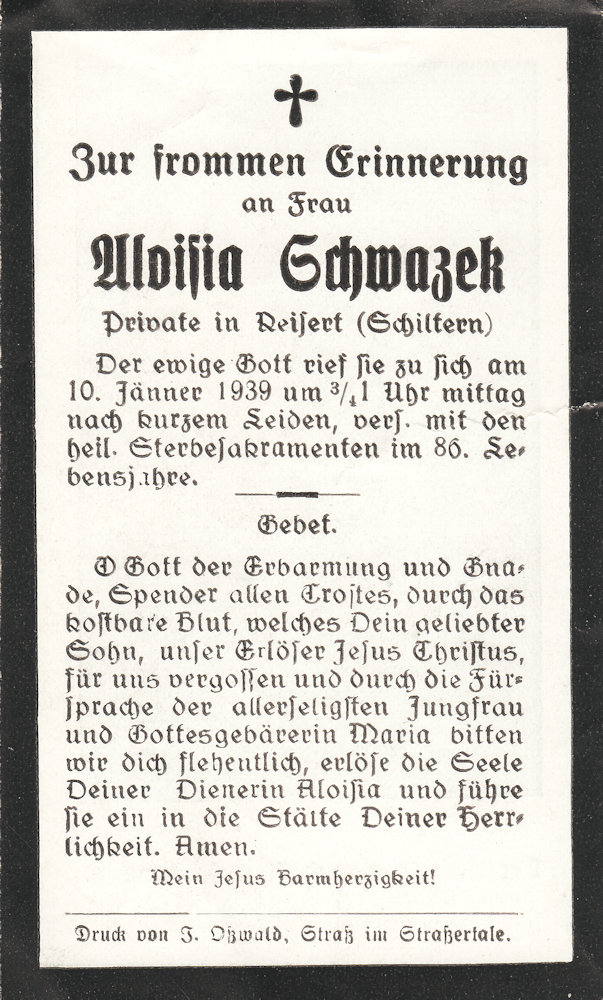 Zur frommen Erinnerung
an Frau
Aloisia Schwazek
Private in Reisert (Schiltern)
Der ewige Gott rief sie zu sich am
10. Jänner 1939 um ¾1 Uhr mittag
nach kurzem Leiden, vers. mit den
heil. Sterbesakramenten im 86. Le-
bensjahre.
Gebet.
O Gott der Erbarmung und Gna-
de, Spender allen Trostes, durch das
kostbare Blut, welches Dein geliebter
Sohn, unser Erlöser Jesus Christus,
für uns vergossen und durch die Für-
sprache der allerseligsten Jungfrau
und Gottesgebärerin Maria bitten
wir dich flehentlich, erlöse die Seele
Deiner Dienerin Aloisia und führe
sie ein in die Stätte Deiner Herr-
lichkeit. Amen.
Mein Jesus Barmherzigkeit!
Druck von J. Oßwald, Straß im Straßertale.